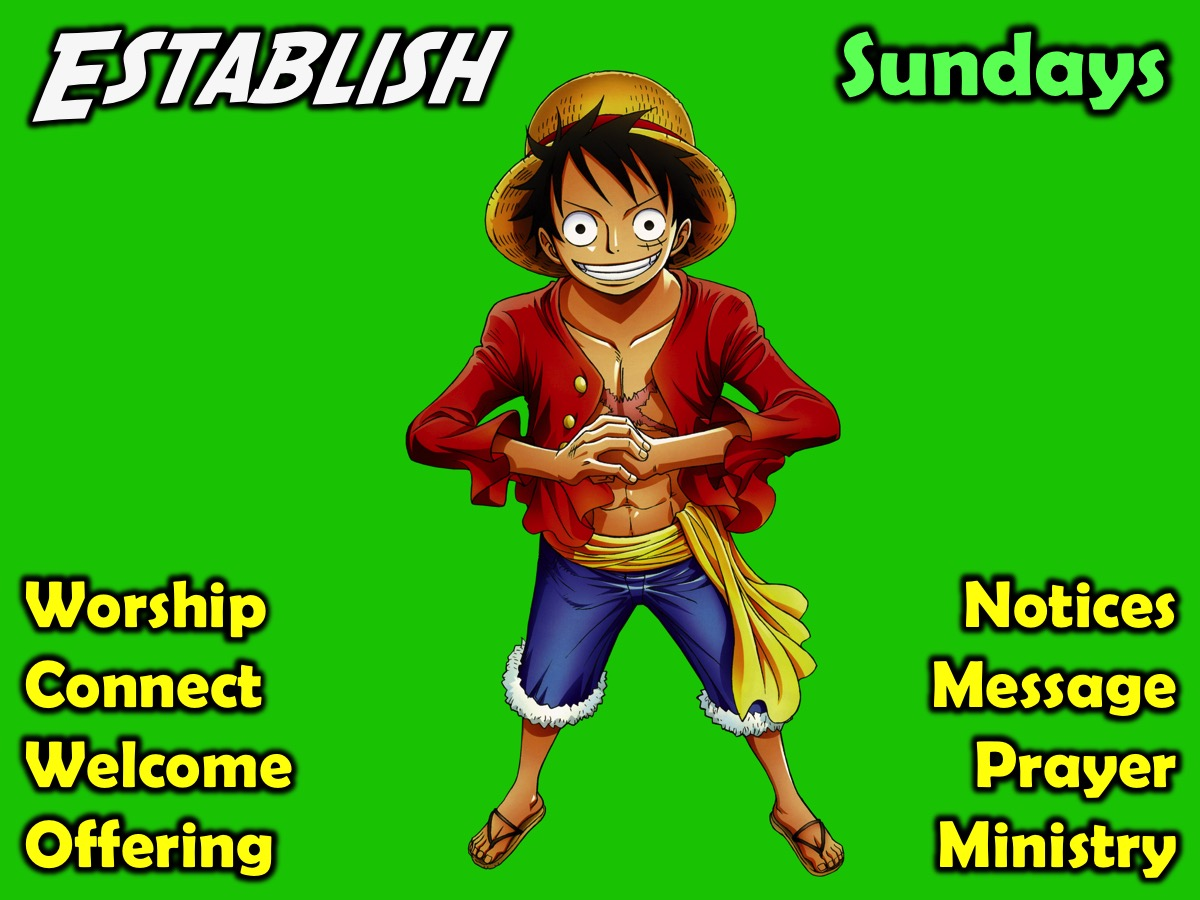 ESTABLISH
Sundays
Worship
Connect
Welcome
Offering
Notices
Message
Prayer
Ministry